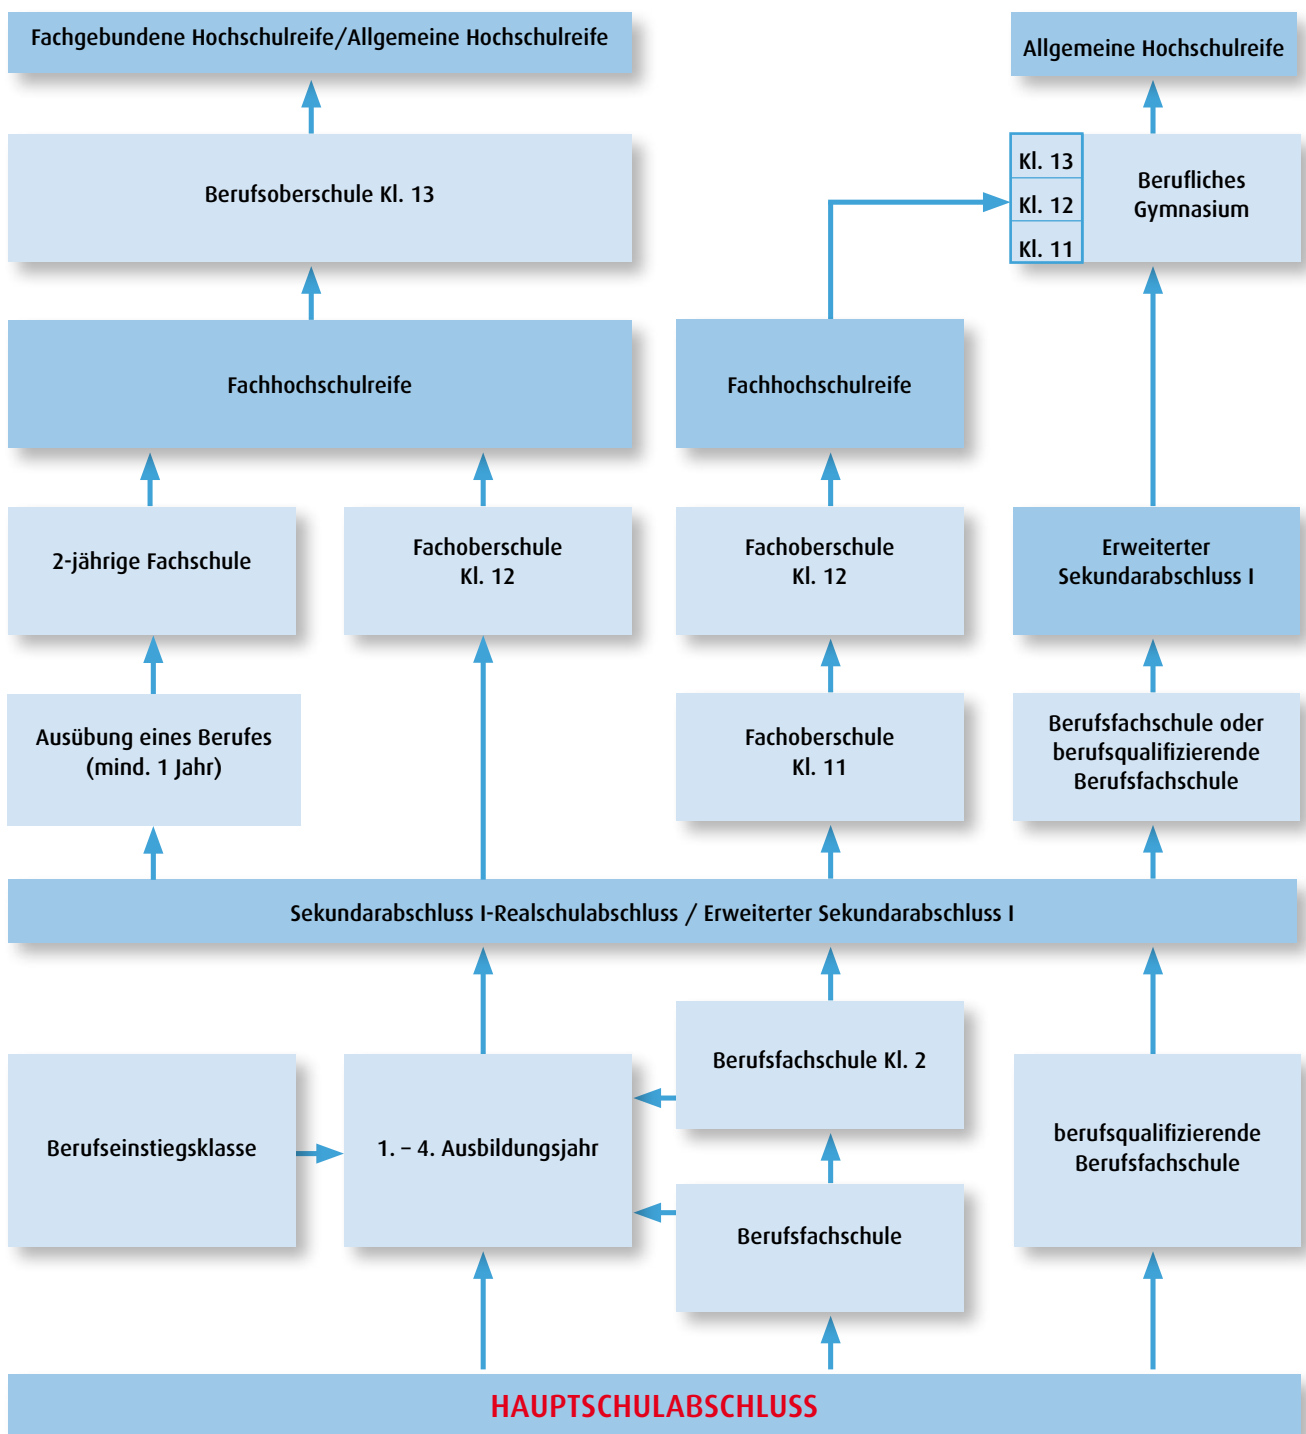 Fachgebundene Hochschulreife/Allgemeine Hochschulreife
Allgemeine Hochschulreife
Berufsoberschule Kl. 13
Kl. 13
Kl. 12
Kl. 11
Berufliches
Gymnasium
Fachhochschulreife
Fachhochschulreife
2-jährige Fachschule
Fachoberschule
Kl. 12
Fachoberschule
Kl. 12
Erweiterter
Sekundarabschluss I
Ausübung eines Berufes
(mind. 1 Jahr)
Fachoberschule
Kl. 11
Berufsfachschule oder
berufsqualifizierende
Berufsfachschule
Sekundarabschluss I-Realschulabschluss / Erweiterter Sekundarabschluss I
Berufseinstiegsklasse
1. – 4. Ausbildungsjahr
Berufsfachschule Kl. 2
Berufsfachschule
berufsqualifizierende
Berufsfachschule
HAUPTSCHULABSCHLUSS